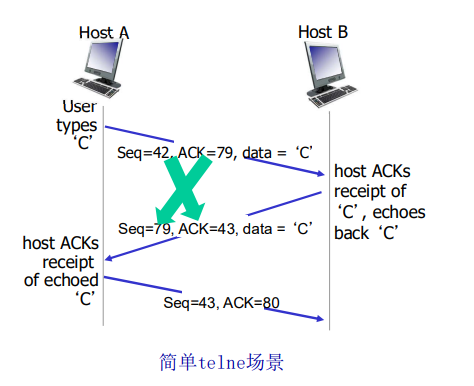 Host A
Host B
User
types
‘C’
Seq=42, ACK=79, data = ‘C’
host ACKs
receipt of
‘C’, echoes
back ‘C’
Seq=79, ACK=43, data = ‘C’
host ACKs
receipt
of echoed
‘C’
Seq=43, ACK=80
简单telne场景